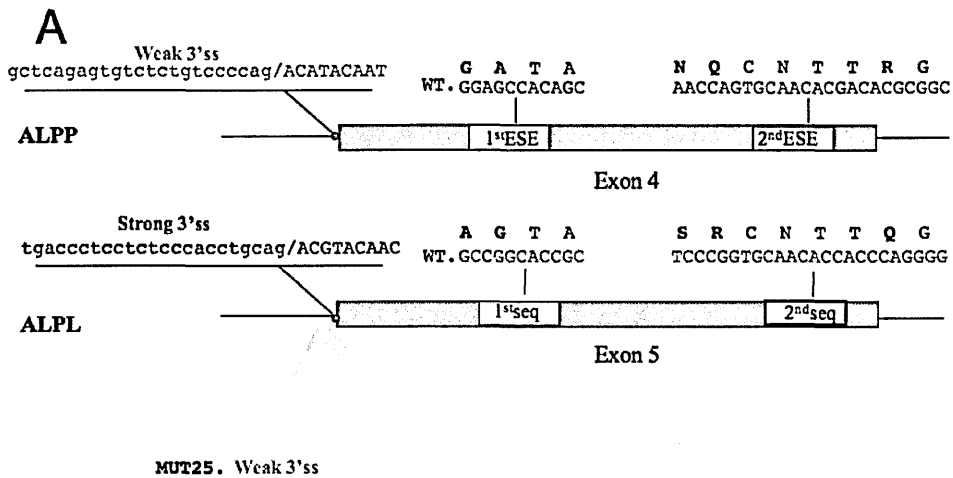 A
Weak 3'ss
gctcagagtgtctctgtccccag/ACATACAAT
G A T A
WT. GGAGCCACAGC
N Q C N T T R G
AACCAGTGCAACACGACACGCGGC
ALPP
1stESE
2ndESE
Exon 4
Strong 3'ss
tgaccctcctctcccacctgcag/ACGTACAAC
A G T A
WT. GCCGGCACCGC
S R C N T T Q G
TCCCGGTGCAACACCACCCAGGGG
ALPL
1stseq
2ndseq
Exon 5
MUT25. Weak 3'ss